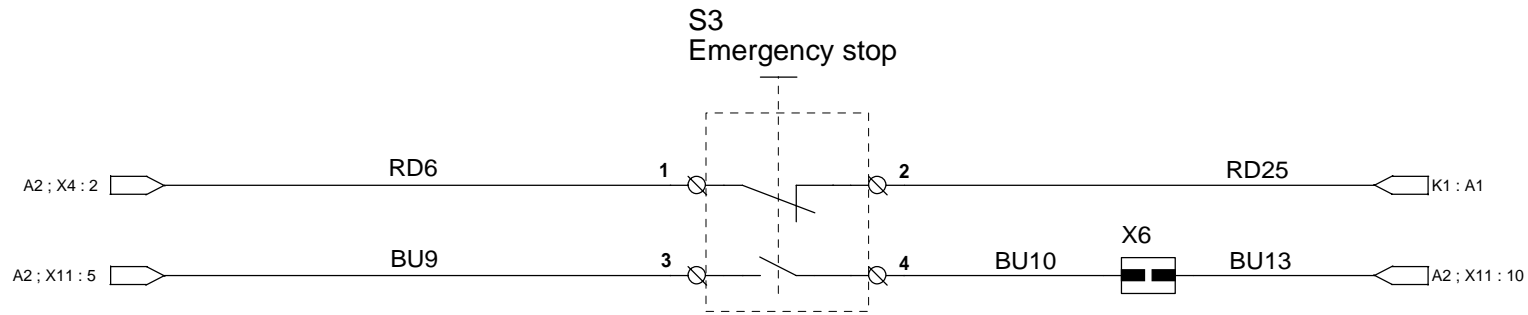 S3
Emergency stop
A2 ; X4 : 2
RD6
1
2
RD25
K1 : A1
X6
A2 ; X11 : 5
BU9
3
4
BU10
BU13
A2 ; X11 : 10